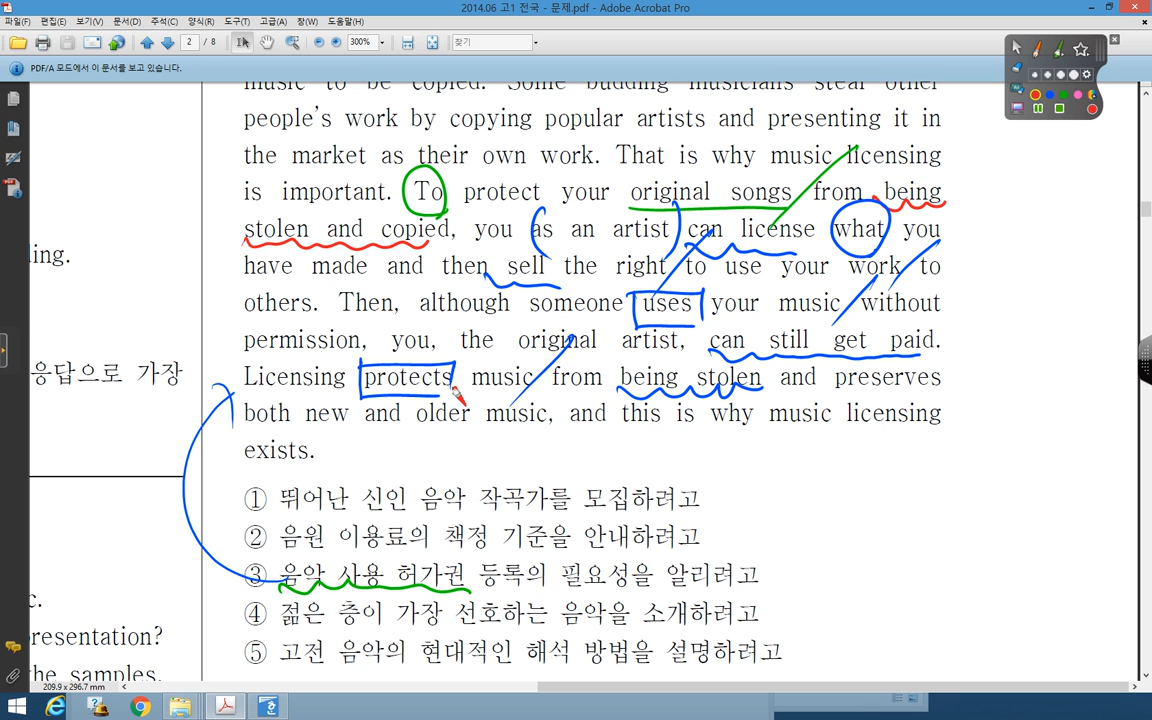 2014.06 고1 전국 - 문제.pdf - Adobe Acrobat Pro
파일(F) 편집(E) 보기(V) 문서(D) 주석(C) 양식(R) 도구(T) 고급(A) 창(W) 도움말(H)
2 / 8 300% 찾기
PDF/A 모드에서 이 문서를 보고 있습니다.
music to be copied. Some budding musicians steal other
people's work by copying popular artists and presenting it in
the market as their own work. That is why music licensing
is important. To protect your original songs from being
stolen and copied, you as an artist can license what you
have made and then sell the right to use your work to
others. Then, although someone uses your music without
permission, you, the original artist, can still get paid.
Licensing protects music from being stolen and preserves
both new and older music, and this is why music licensing
exists.
① 뛰어난 신인 음악 작곡가를 모집하려고
② 음원 이용료의 책정 기준을 안내하려고
③ 음악 사용 허가권 등록의 필요성을 알리려고
④ 젊은 층이 가장 선호하는 음악을 소개하려고
⑤ 고전 음악의 현대적인 해석 방법을 설명하려고
ling.
응답으로 가장
c.
presentation?
the samples.
209.9 x 296.7 mm